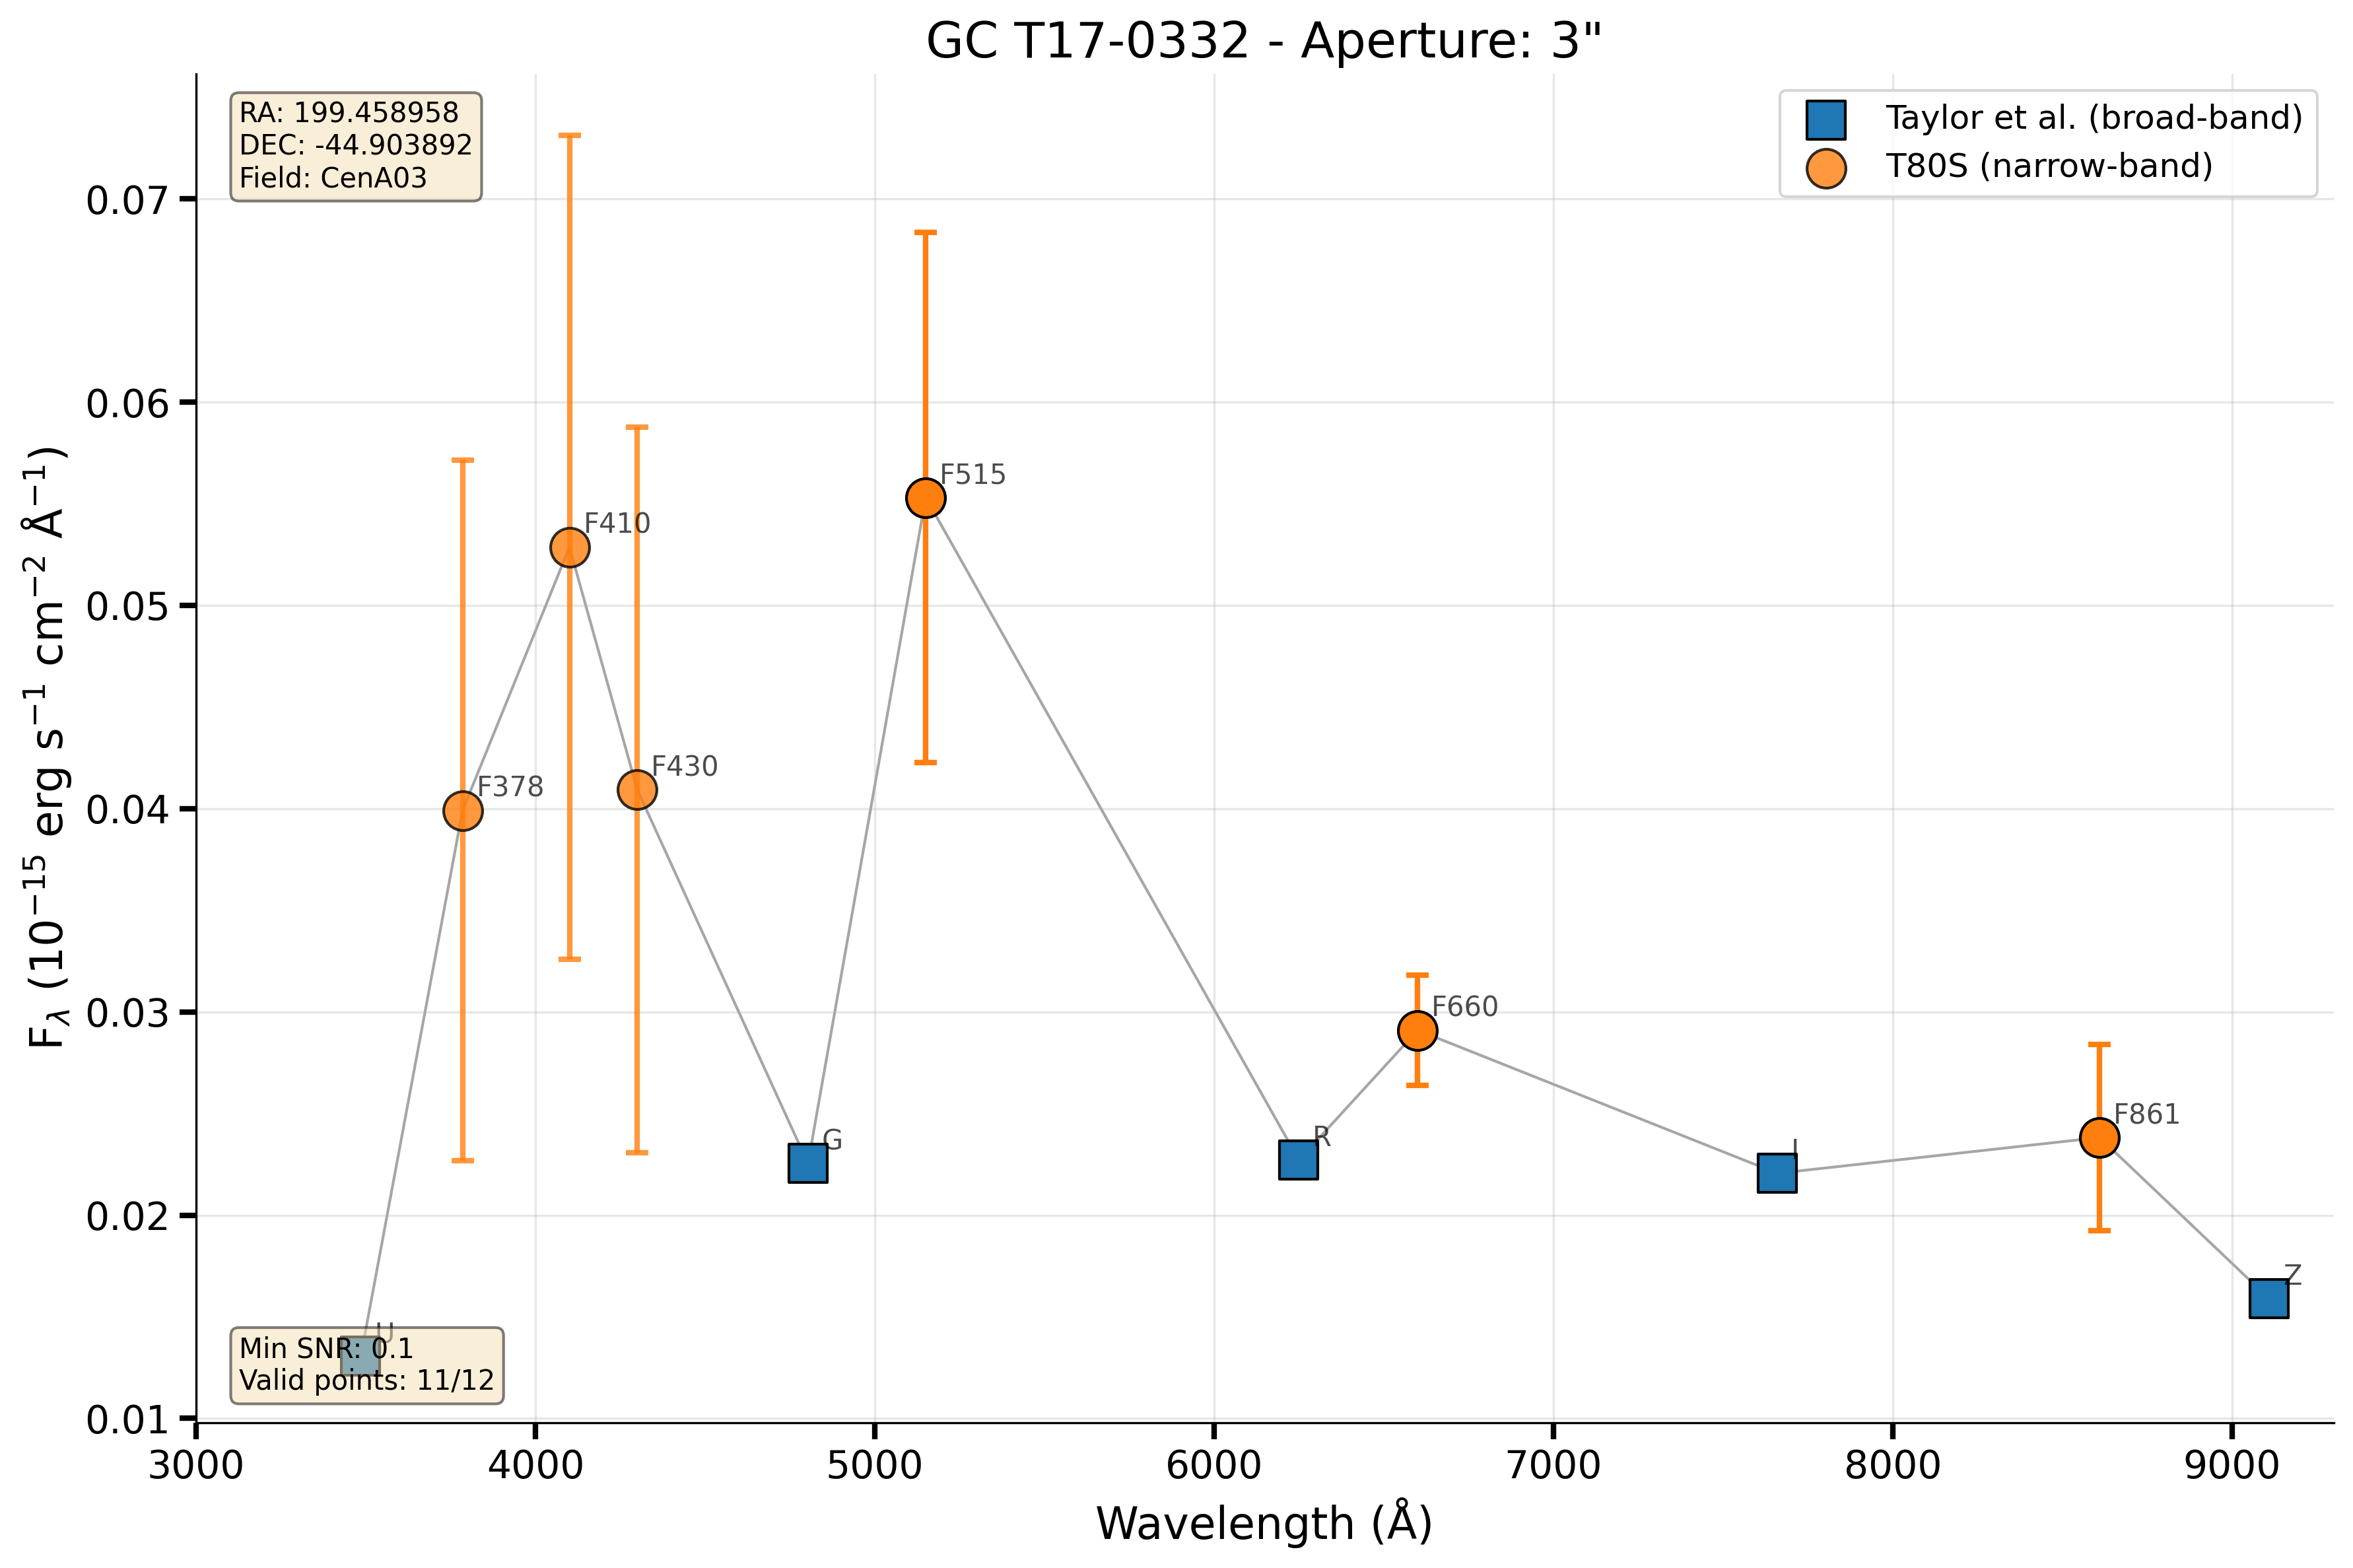 GC T17-0332 - Aperture: 3"
RA: 199.458958
DEC: -44.903892
Field: CenA03
Taylor et al. (broad-band)
T80S (narrow-band)
F$_{λ}$ (10$^{−15}$ erg s$^{−1}$ cm$^{−2}$ Å$^{−1}$)
0.07
0.06
0.05
0.04
0.03
0.02
0.01
U
F378
F410
F430
G
F515
R
F660
I
F861
Z
Min SNR: 0.1
Valid points: 11/12
3000 4000 5000 6000 7000 8000 9000
Wavelength (Å)